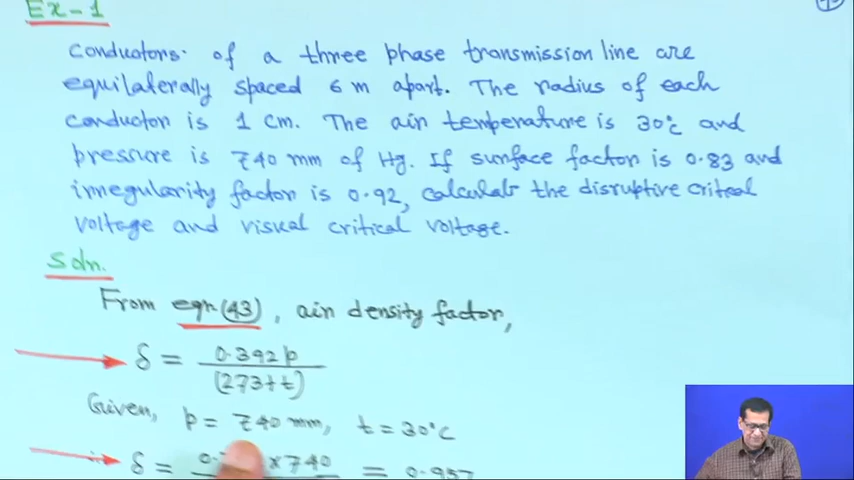 Ex-1
Conductors of a three phase transmission line are
equilaterally spaced 6 m apart. The radius of each
conductor is 1 cm. The air temperature is 30°C and
pressure is 740 mm of Hg. If surface factor is 0.83 and
irregularity factor is 0.92, calculate the disruptive critical
voltage and visual critical voltage.
Soln.
From eqn.(43), air density factor,
δ = 0.392p / (273+t)
Given, p = 740 mm, t = 30°C
δ = ×740 = 0.957